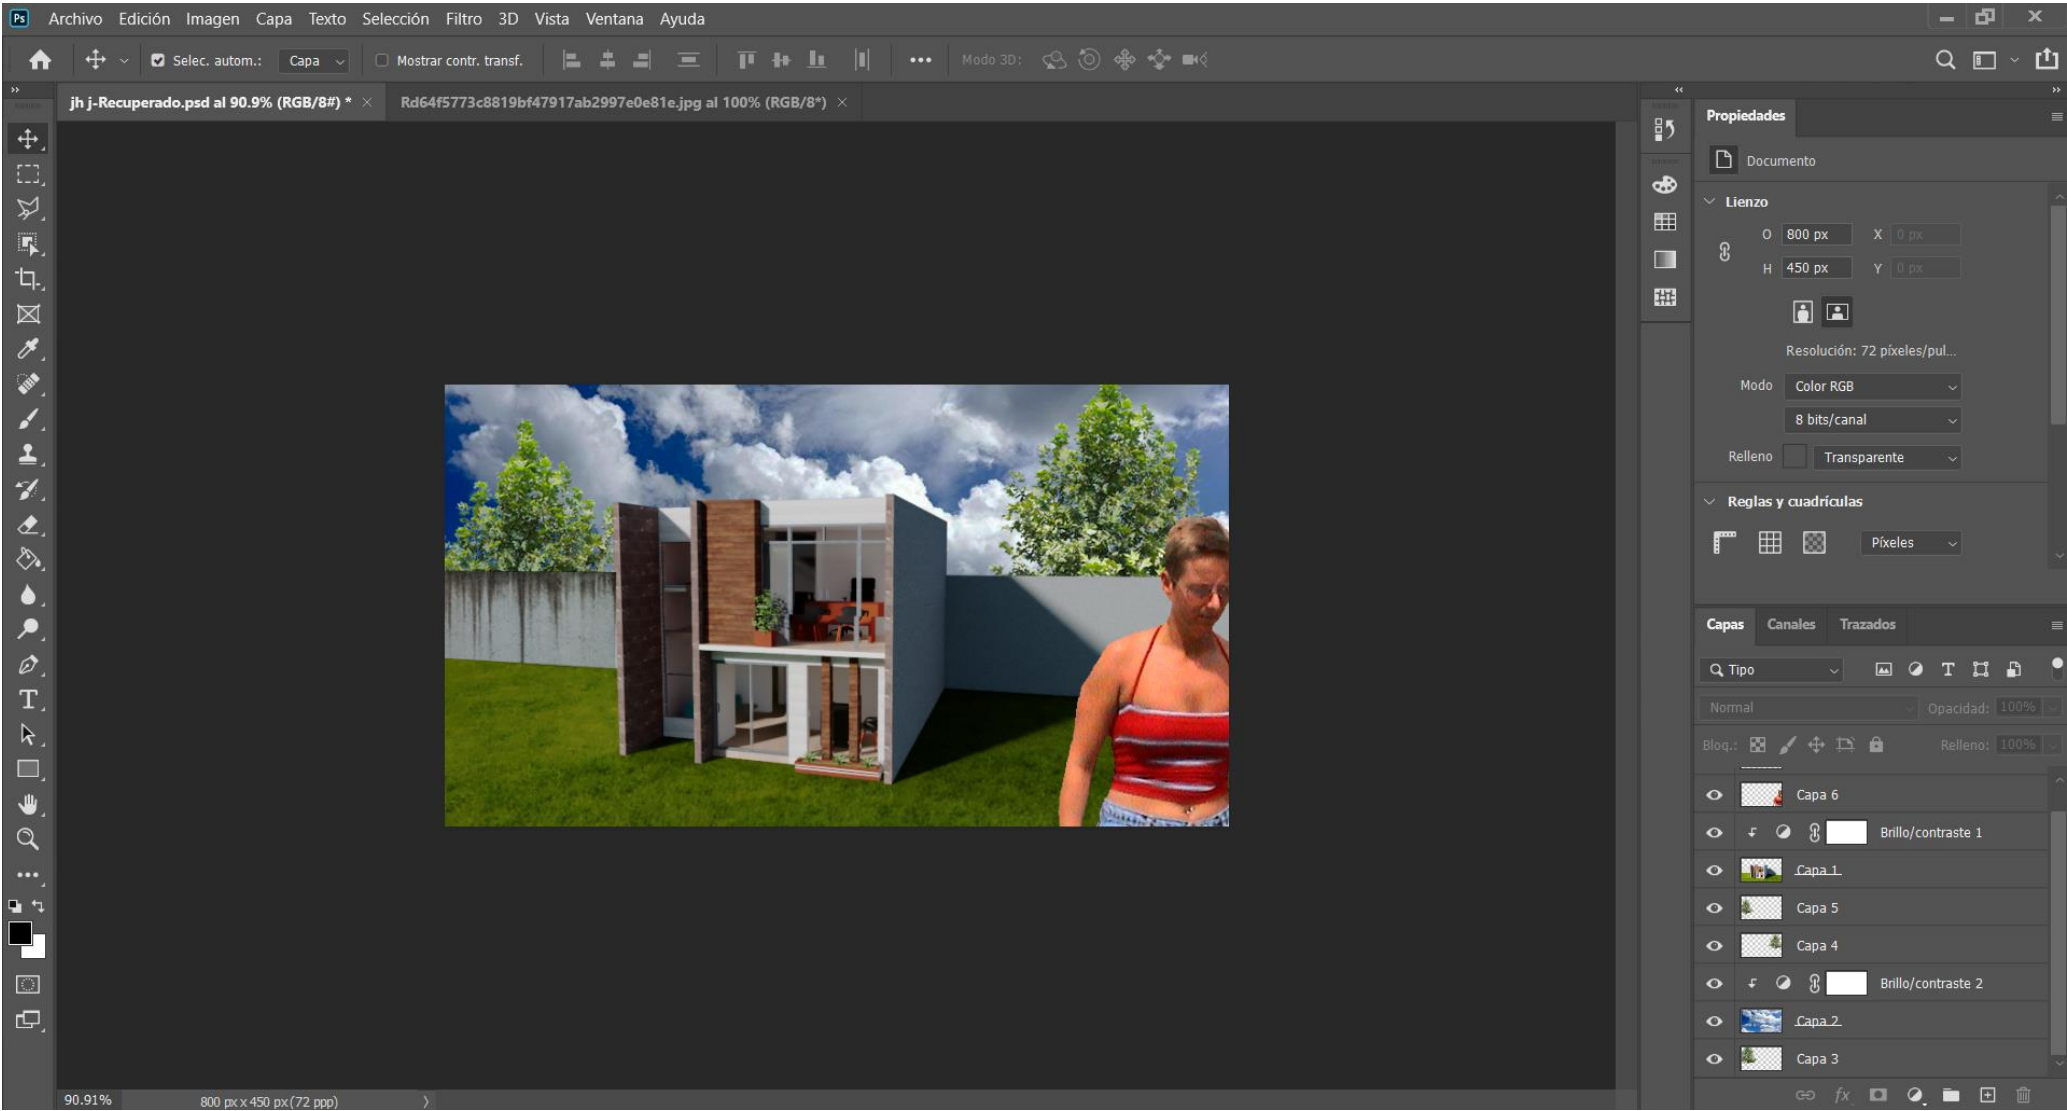 Ps Archivo Edición Imagen Capa Texto Selección Filtro 3D Vista Ventana Ayuda
Selec. autom.: Capa Mostrar contr. transf. Modo 3D:
jh j-Recuperado.psd al 90.9% (RGB/8#) * × Rd64f5773c8819bf47917ab2997e0e81e.jpg al 100% (RGB/8*) ×
Propiedades
Documento
Lienzo
O 800 px X 0 px
H 450 px Y 0 px
Resolución: 72 píxeles/pul...
Modo Color RGB
8 bits/canal
Relleno Transparente
Reglas y cuadrículas
Píxeles
Capas Canales Trazados
Tipo
Normal Opacidad: 100%
Bloq.: Relleno: 100%
Capa 6
Brillo/contraste 1
Capa 1
Capa 5
Capa 4
Brillo/contraste 2
Capa 2
Capa 3
90.91% 800 px x 450 px (72 ppp)